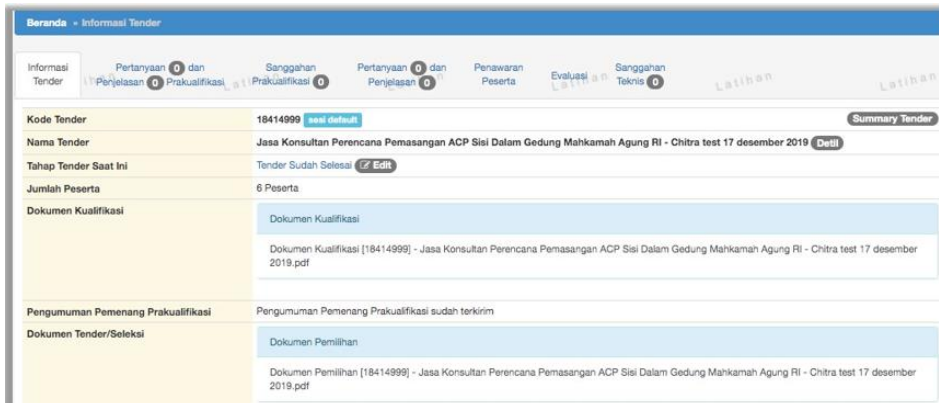 Beranda » Informasi Tender
Informasi Tender
Pertanyaan 0 dan Penjelasan 0 Prakualifikasi
Sanggahan Prakualifikasi 0
Pertanyaan 0 dan Penjelasan 0
Penawaran Peserta
Evaluasi
Sanggahan Teknis 0
Latihan
Latihan
Kode Tender 18414999 sesi default Summary Tender
Nama Tender Jasa Konsultan Perencana Pemasangan ACP Sisi Dalam Gedung Mahkamah Agung RI - Chitra test 17 desember 2019 Detil
Tahap Tender Saat Ini Tender Sudah Selesai Edit
Jumlah Peserta 6 Peserta
Dokumen Kualifikasi Dokumen Kualifikasi
Dokumen Kualifikasi [18414999] - Jasa Konsultan Perencana Pemasangan ACP Sisi Dalam Gedung Mahkamah Agung RI - Chitra test 17 desember
2019.pdf
Pengumuman Pemenang Prakualifikasi Pengumuman Pemenang Prakualifikasi sudah terkirim
Dokumen Tender/Seleksi Dokumen Pemilihan
Dokumen Pemilihan [18414999] - Jasa Konsultan Perencana Pemasangan ACP Sisi Dalam Gedung Mahkamah Agung RI - Chitra test 17 desember
2019.pdf